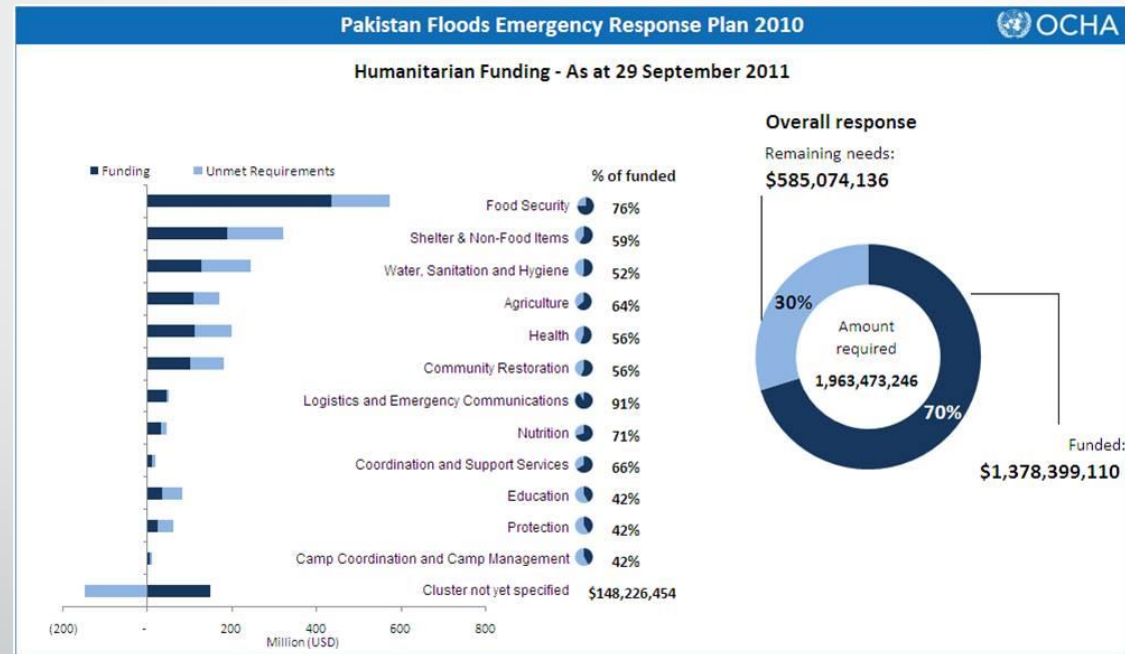 Pakistan Floods Emergency Response Plan 2010
OCHA
Humanitarian Funding - As at 29 September 2011
Funding
Unmet Requirements
% of funded
Food Security 76%
Shelter & Non-Food Items 59%
Water, Sanitation and Hygiene 52%
Agriculture 64%
Health 56%
Community Restoration 56%
Logistics and Emergency Communications 91%
Nutrition 71%
Coordination and Support Services 66%
Education 42%
Protection 42%
Camp Coordination and Camp Management 42%
Cluster not yet specified $148,226,454
(200) - 200 400 600 800
Million (USD)
Overall response
Remaining needs:
$585,074,136
30%
Amount
required
1,963,473,246
70%
Funded:
$1,378,399,110